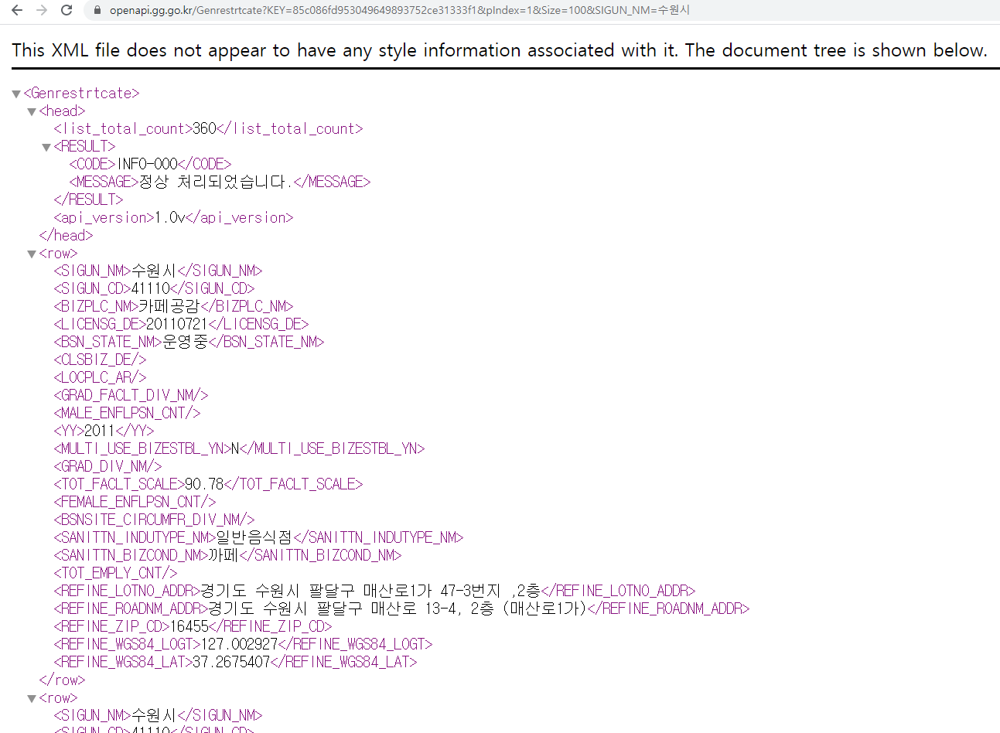 openapi.gg.go.kr/Genrestrtcate?KEY=85c086fd953049649893752ce31333f1&pIndex=1&Size=100&SIGUN_NM=수원시
This XML file does not appear to have any style information associated with it. The document tree is shown below.
▼<Genrestrtcate>
▼<head>
<list_total_count>360</list_total_count>
▼<RESULT>
<CODE>INFO-000</CODE>
<MESSAGE>정상 처리되었습니다.</MESSAGE>
</RESULT>
<api_version>1.0v</api_version>
</head>
▼<row>
<SIGUN_NM>수원시</SIGUN_NM>
<SIGUN_CD>41110</SIGUN_CD>
<BIZPLC_NM>카페공감</BIZPLC_NM>
<LICENSG_DE>20110721</LICENSG_DE>
<BSN_STATE_NM>운영중</BSN_STATE_NM>
<CLSBIZ_DE/>
<LOCPLC_AR/>
<GRAD_FACLT_DIV_NM/>
<MALE_ENFLPSN_CNT/>
<YY>2011</YY>
<MULTI_USE_BIZESTBL_YN>N</MULTI_USE_BIZESTBL_YN>
<GRAD_DIV_NM/>
<TOT_FACLT_SCALE>90.78</TOT_FACLT_SCALE>
<FEMALE_ENFLPSN_CNT/>
<BSNSITE_CIRCUMFR_DIV_NM/>
<SANITTN_INDUTYPE_NM>일반음식점</SANITTN_INDUTYPE_NM>
<SANITTN_BIZCOND_NM>까페</SANITTN_BIZCOND_NM>
<TOT_EMPLY_CNT/>
<REFINE_LOTNO_ADDR>경기도 수원시 팔달구 매산로1가 47-3번지 ,2층</REFINE_LOTNO_ADDR>
<REFINE_ROADNM_ADDR>경기도 수원시 팔달구 매산로 13-4, 2층 (매산로1가)</REFINE_ROADNM_ADDR>
<REFINE_ZIP_CD>16455</REFINE_ZIP_CD>
<REFINE_WGS84_LOGT>127.002927</REFINE_WGS84_LOGT>
<REFINE_WGS84_LAT>37.2675407</REFINE_WGS84_LAT>
</row>
▼<row>
<SIGUN_NM>수원시</SIGUN_NM>
<SIGUN_CD>41110</SIGUN_CD>